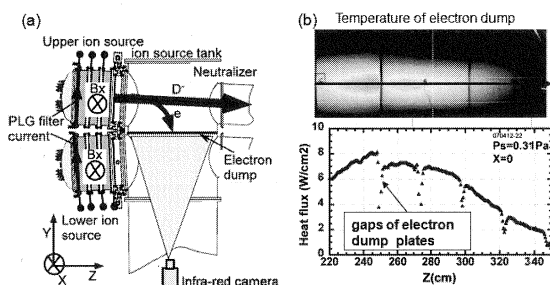 (a)
Upper ion source
ion source tank
Neutralizer
Bx
D-
e
PLG filter
current
Bx
Electron
dump
Lower ion
source
Y
Z
X
Infra-red camera
(b)
Temperature of electron dump
070412-22
Ps=0.31Pa
X=0
Heat flux (W/cm2)
8
6
4
2
0
gaps of electron
dump plates
220 240 260 280 300 320 340
Z(cm)